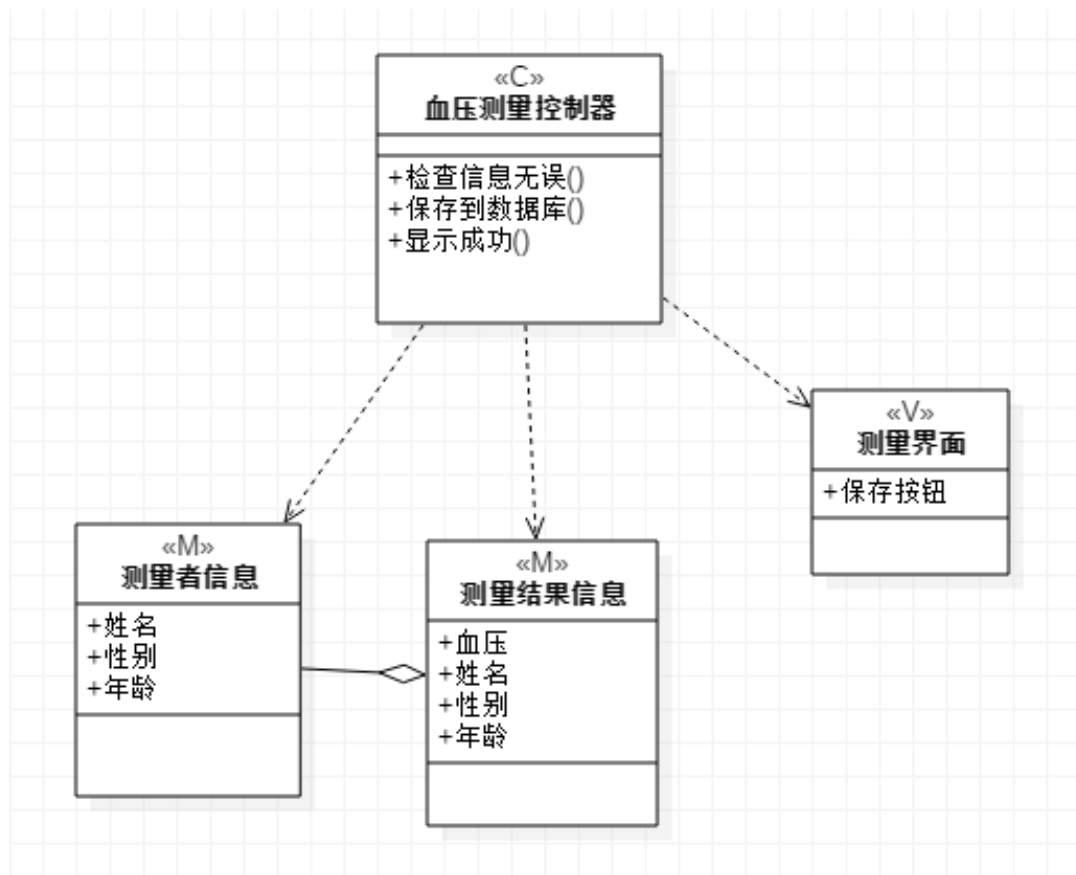 «C»
血压测量控制器
+检查信息无误()
+保存到数据库()
+显示成功()
«V»
测量界面
+保存按钮
«M»
测量者信息
+姓名
+性别
+年龄
«M»
测量结果信息
+血压
+姓名
+性别
+年龄